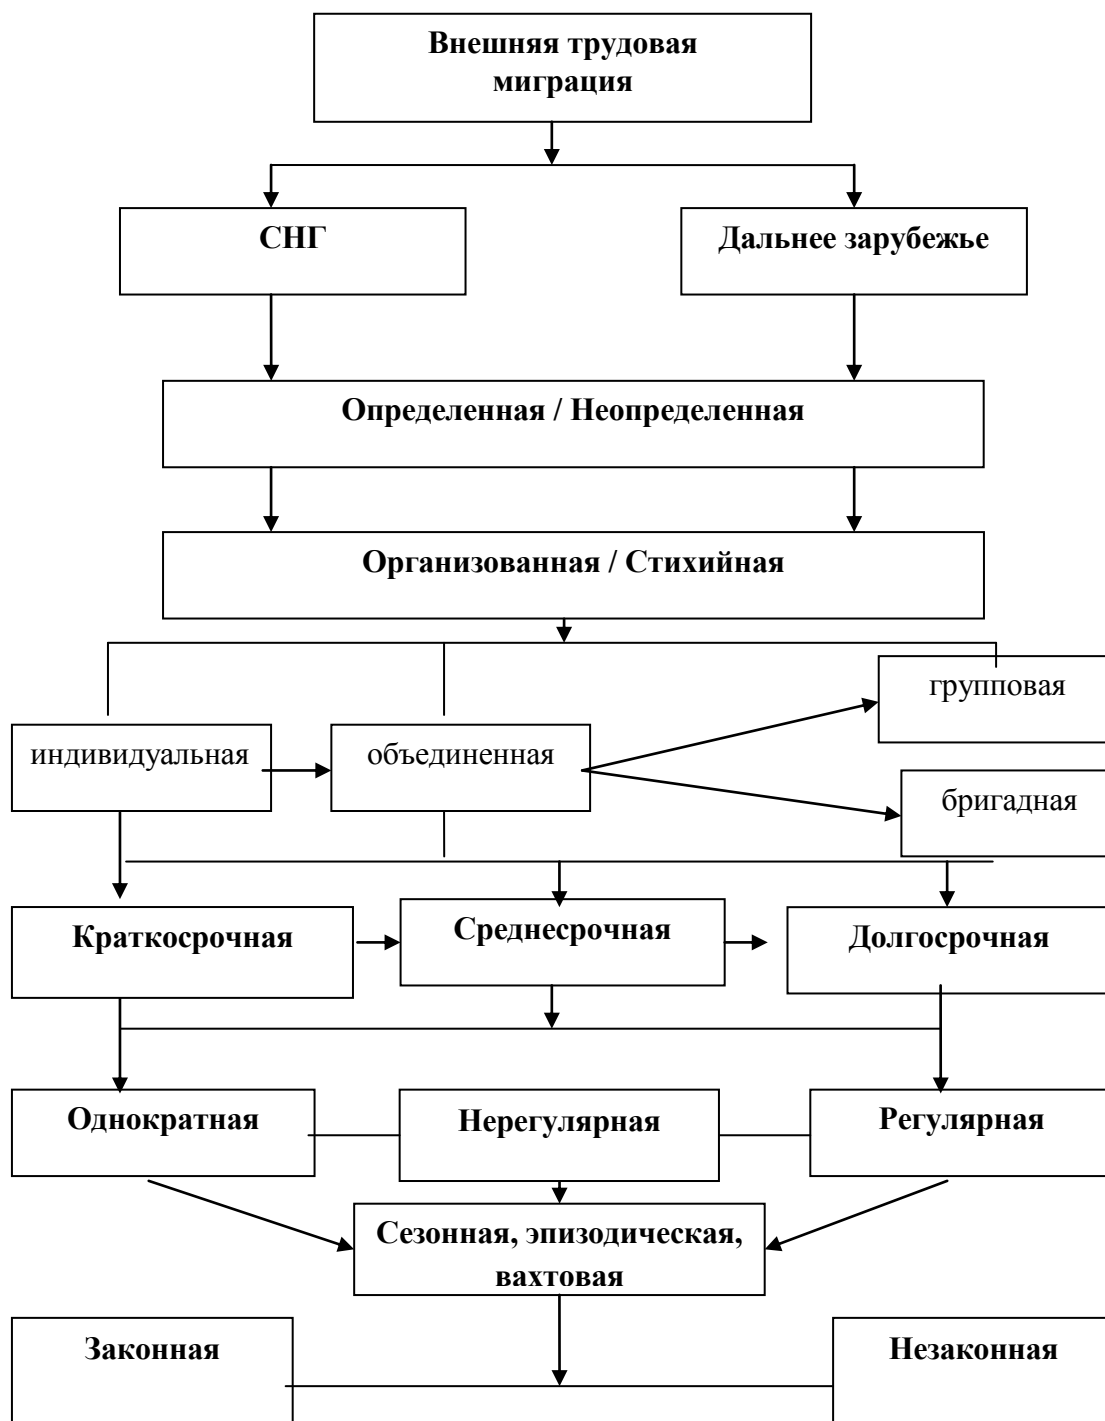 Внешняя трудовая
миграция
СНГ
Дальнее зарубежье
Определенная / Неопределенная
Организованная / Стихийная
групповая
индивидуальная
объединенная
бригадная
Краткосрочная
Среднесрочная
Долгосрочная
Однократная
Нерегулярная
Регулярная
Сезонная, эпизодическая,
вахтовая
Законная
Незаконная